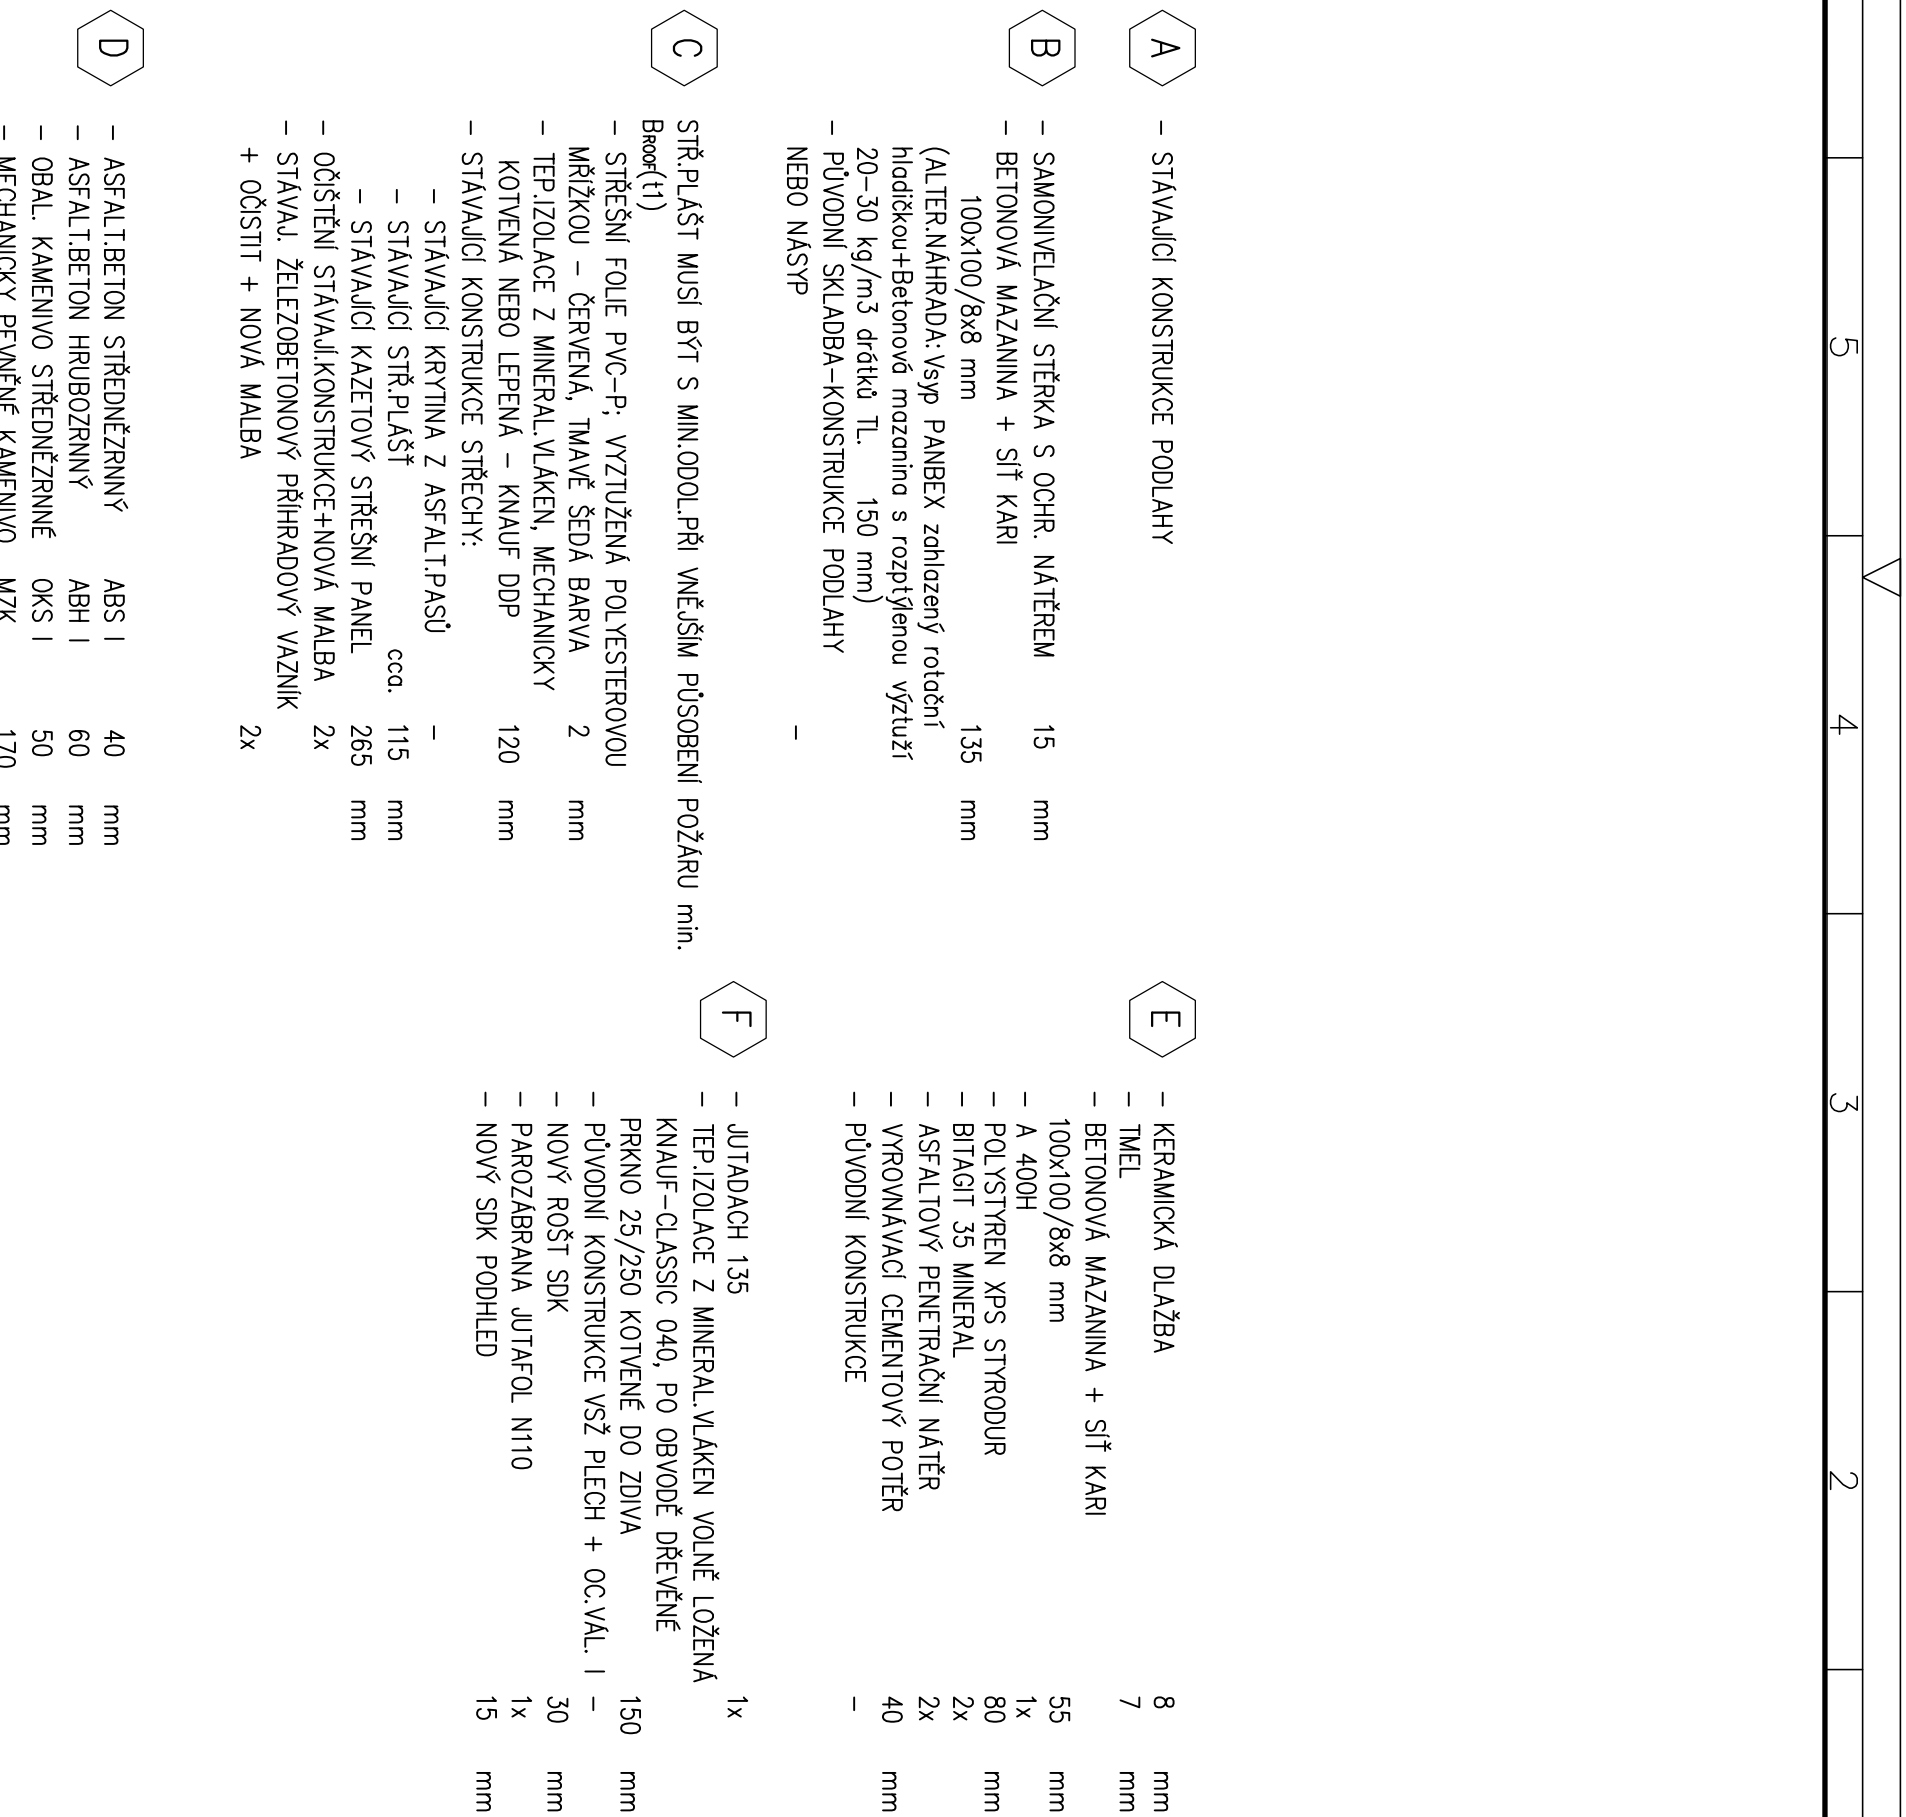 5
4
3
2
A
- STÁVAJÍCÍ KONSTRUKCE PODLAHY
B
- SAMONIVELAČNÍ STĚRKA S OCHR. NÁTĚREM 15 mm
- BETONOVÁ MAZANINA + SÍŤ KARI
100x100/8x8 mm 135 mm
(ALTER.NÁHRADA: Vsyp PANBEX zahlazený rotační
hladičkou+Betonová mazanina s rozptýlenou výztuží
20-30 kg/m3 drátků TL. 150 mm)
- PŮVODNÍ SKLADBA-KONSTRUKCE PODLAHY
NEBO NÁSYP -
C
STŘ.PLÁŠT MUSÍ BÝT S MIN.ODOL.PŘI VNĚJŠÍM PŮSOBENÍ POŽÁRU min.
BROOF(t1)
- STŘEŠNÍ FOLIE PVC-P; VYZTUŽENÁ POLYESTEROVOU
MŘÍŽKOU - ČERVENÁ, TMAVĚ ŠEDÁ BARVA 2 mm
- TEP.IZOLACE Z MINERAL.VLÁKEN, MECHANICKY
KOTVENÁ NEBO LEPENÁ - KNAUF DDP 120 mm
- STÁVAJÍCÍ KONSTRUKCE STŘECHY:
- STÁVAJÍCÍ KRYTINA Z ASFALT.PASŮ -
- STÁVAJÍCÍ STŘ.PLÁŠŤ cca. 115 mm
- STÁVAJÍCÍ KAZETOVÝ STŘEŠNÍ PANEL 265 mm
- OČIŠTĚNÍ STÁVAJÍ.KONSTRUKCE+NOVÁ MALBA 2x
- STÁVAJ. ŽELEZOBETONOVÝ PŘÍHRADOVÝ VAZNÍK
+ OČISTIT + NOVÁ MALBA 2x
D
- ASFALT.BETON STŘEDNĚZRNNÝ ABS I 40 mm
- ASFALT.BETON HRUBOZRNNÝ ABH I 60 mm
- OBAL. KAMENIVO STŘEDNĚZRNNÉ OKS I 50 mm
- MECHANICKY PEVNĚNÉ KAMENIVO MZK 170 mm
E
- KERAMICKÁ DLAŽBA 8 mm
- TMEL 7 mm
- BETONOVÁ MAZANINA + SÍŤ KARI
100x100/8x8 mm 55 mm
- A 400H 1x
- POLYSTYREN XPS STYRODUR 80 mm
- BITAGIT 35 MINERAL 2x
- ASFALTOVÝ PENETRAČNÍ NÁTĚR 2x
- VYROVNÁVACÍ CEMENTOVÝ POTĚR 40 mm
- PŮVODNÍ KONSTRUKCE -
F
- JUTADACH 135 1x
- TEP.IZOLACE Z MINERAL.VLÁKEN VOLNĚ LOŽENÁ
KNAUF-CLASSIC 040, PO OBVODĚ DŘEVĚNÉ
PRKNO 25/250 KOTVENÉ DO ZDIVA 150 mm
- PŮVODNÍ KONSTRUKCE VSŽ PLECH + OC.VÁL. I -
- NOVÝ ROŠT SDK 30 mm
- PAROZÁBRANA JUTAFOL N110 1x
- NOVÝ SDK PODHLED 15 mm